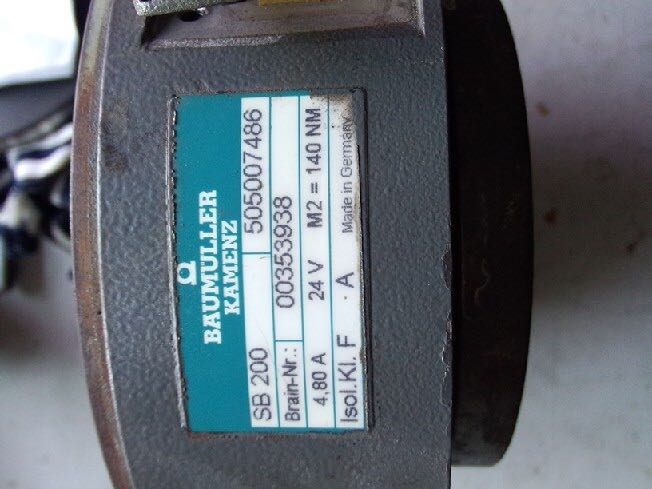 BAUMULLER
KAMENZ
SB 200 505007486
Brain-Nr.: 00353938
4,80 A 24 V M2 = 140 NM
Isol.Kl. F · A Made in Germany